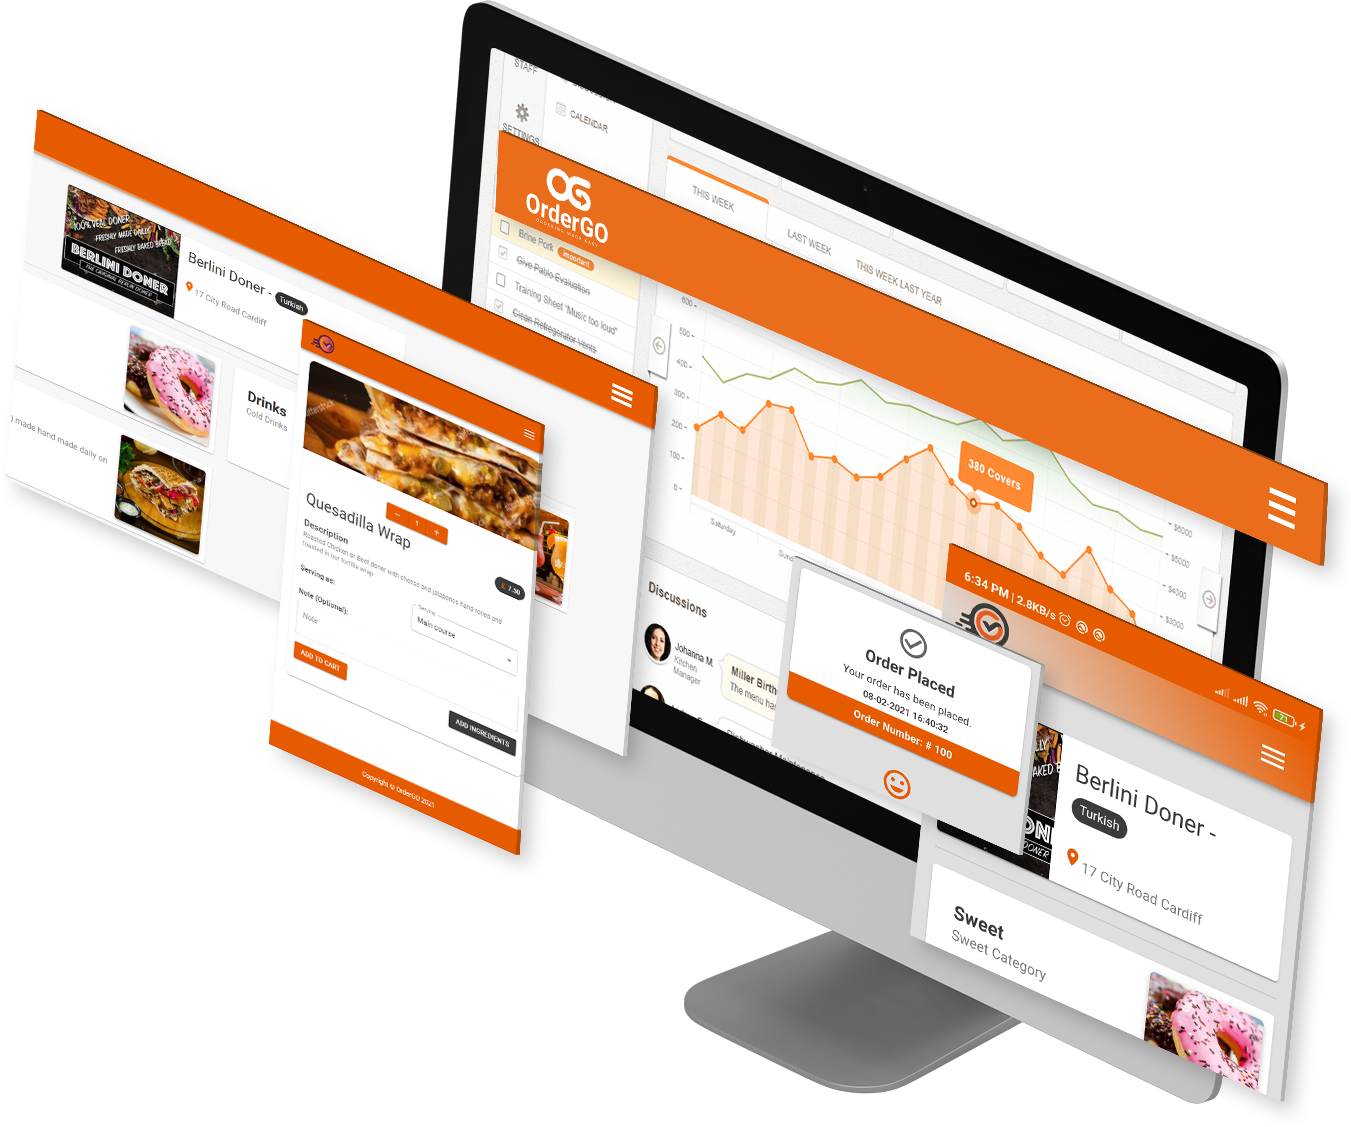 STAFF
SETTINGS
CALENDAR
THIS WEEK
LAST WEEK
THIS WEEK LAST YEAR
OG
OrderGO
ORDERING MADE EASY
Brine Pork important
Give Pablo Evaluation
Training Sheet "Music too loud"
Clean Refregerator Vents
600
500
400
300
200
100
0
Saturday
380 Covers
$6000
$5000
$4000
$3000
Discussions
Johanna M.
Kitchen
Manager
Miller Birth
The menu has
100% VEAL DONER
FRESHLY MADE DAILY
FRESHLY BAKED BREAD
BERLINI DONER
THE ORIGINAL BERLIN DONER
Berlini Doner - Turkish
17 City Road Cardiff
Drinks
Cold Drinks
) made hand made daily on
Quesadilla Wrap
- 1 +
Description
Roasted Chicken or Beef doner with cheese and jalapenos hand rolled and
toasted in our tortilla wrap
£ 7.50
Serving as:
Serving
Main course
Note (Optional):
Note
ADD TO CART
ADD INGREDIENTS
Copyright © OrderGO 2021
Order Placed
Your order has been placed.
08-02-2021 16:40:32
Order Number: # 100
6:34 PM | 2.8KB/s
71
Berlini Doner -
Turkish
17 City Road Cardiff
Sweet
Sweet Category